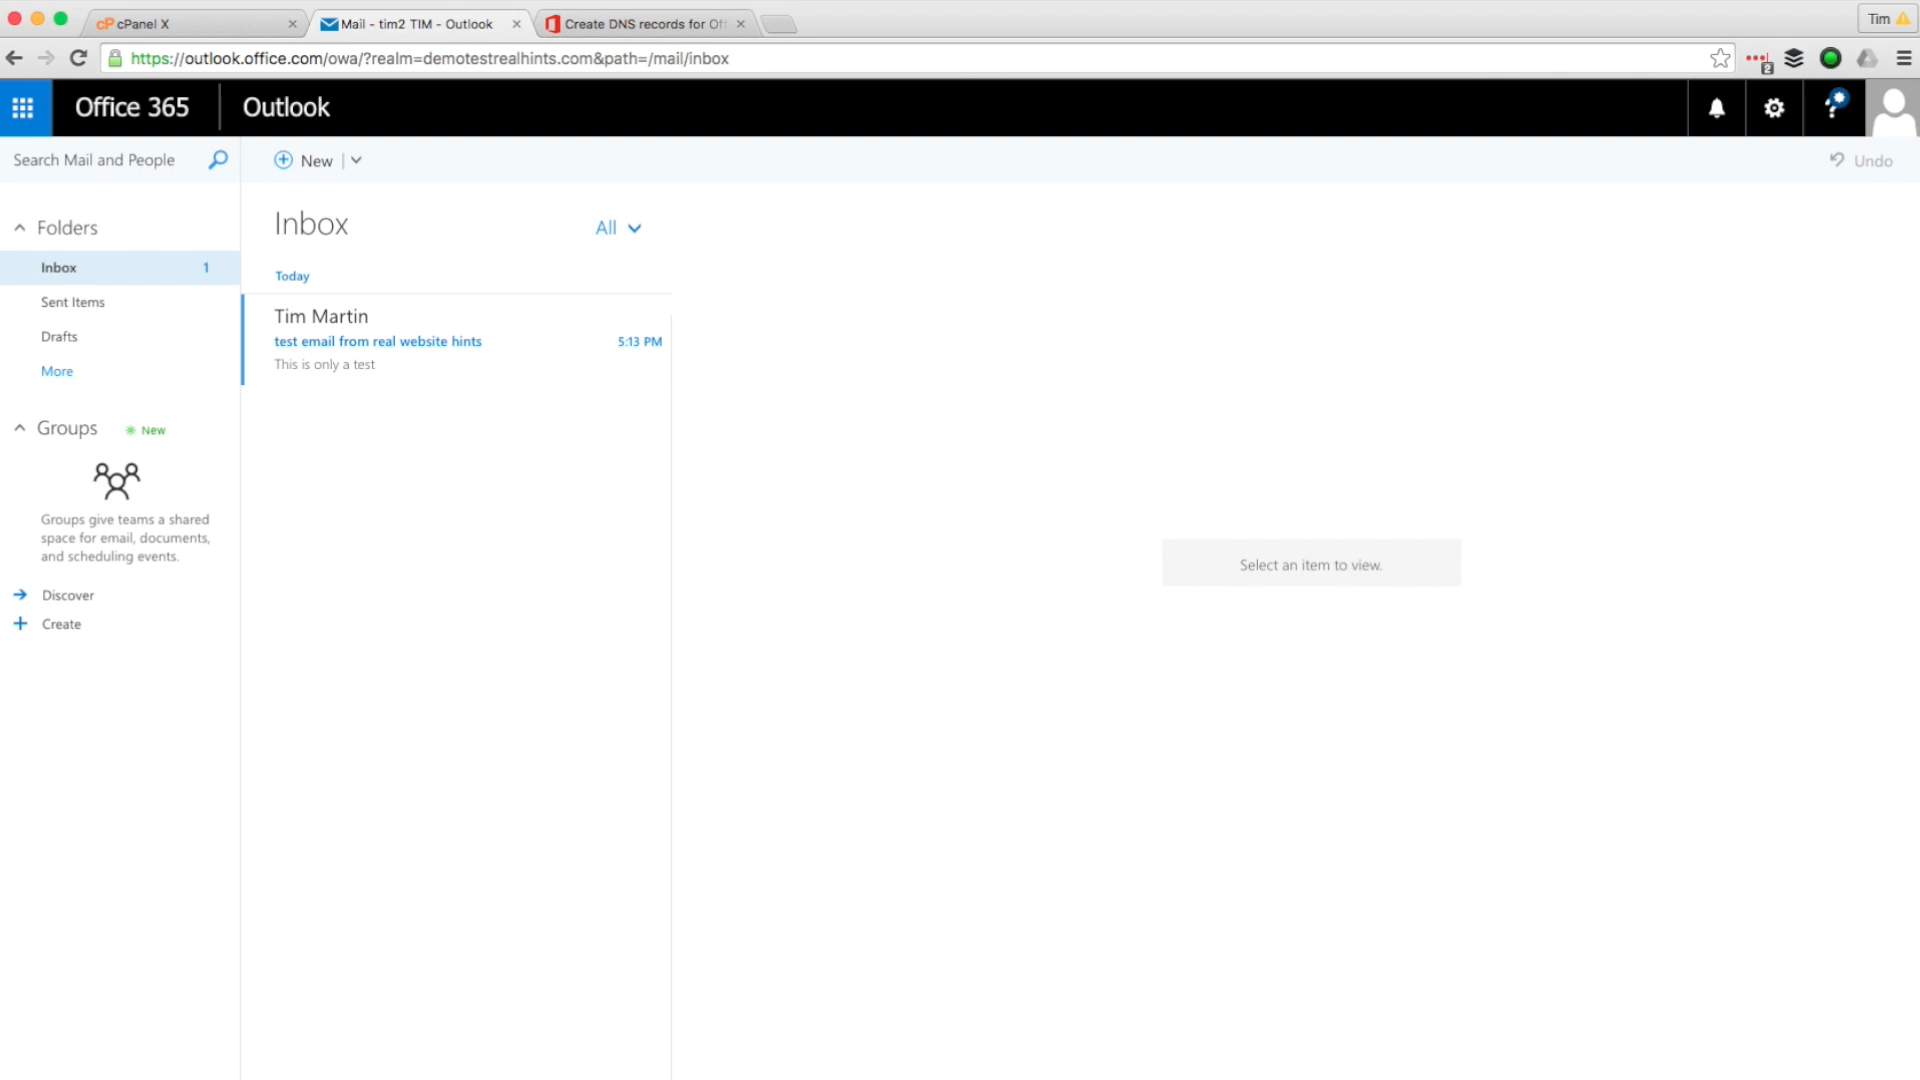 cP cPanel X
Mail - tim2 TIM - Outlook
Create DNS records for Of
Tim
https://outlook.office.com/owa/?realm=demotestrealhints.com&path=/mail/inbox
2
Office 365
Outlook
Search Mail and People
New
Undo
Folders
Inbox 1
Sent Items
Drafts
More
Groups
New
Groups give teams a shared
space for email, documents,
and scheduling events.
Discover
Create
Inbox
All
Today
Tim Martin
test email from real website hints 5:13 PM
This is only a test
Select an item to view.